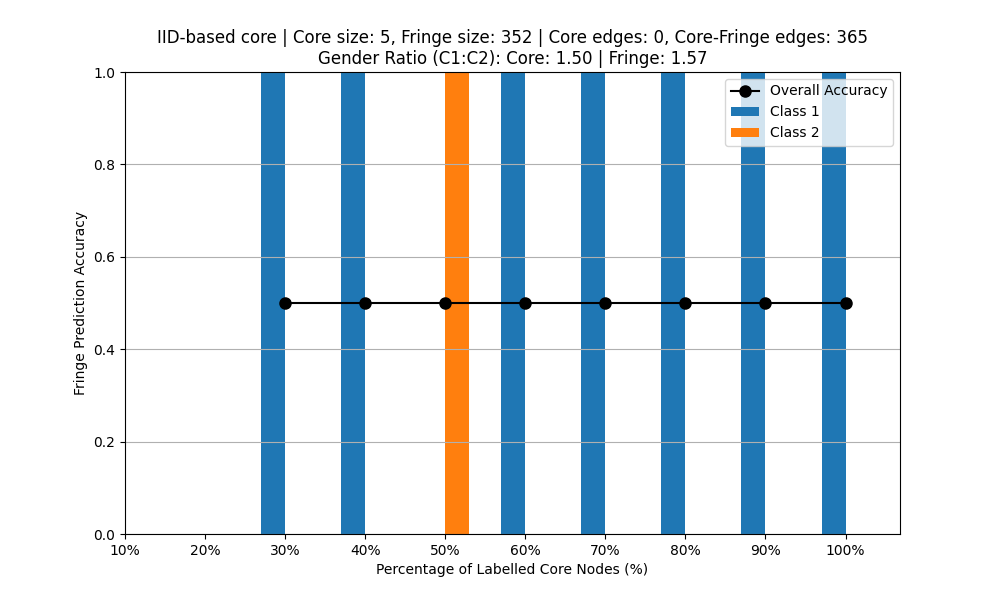 IID-based core | Core size: 5, Fringe size: 352 | Core edges: 0, Core-Fringe edges: 365
Gender Ratio (C1:C2): Core: 1.50 | Fringe: 1.57
Overall Accuracy
Class 1
Class 2
Fringe Prediction Accuracy
1.0
0.8
0.6
0.4
0.2
0.0
10% 20% 30% 40% 50% 60% 70% 80% 90% 100%
Percentage of Labelled Core Nodes (%)